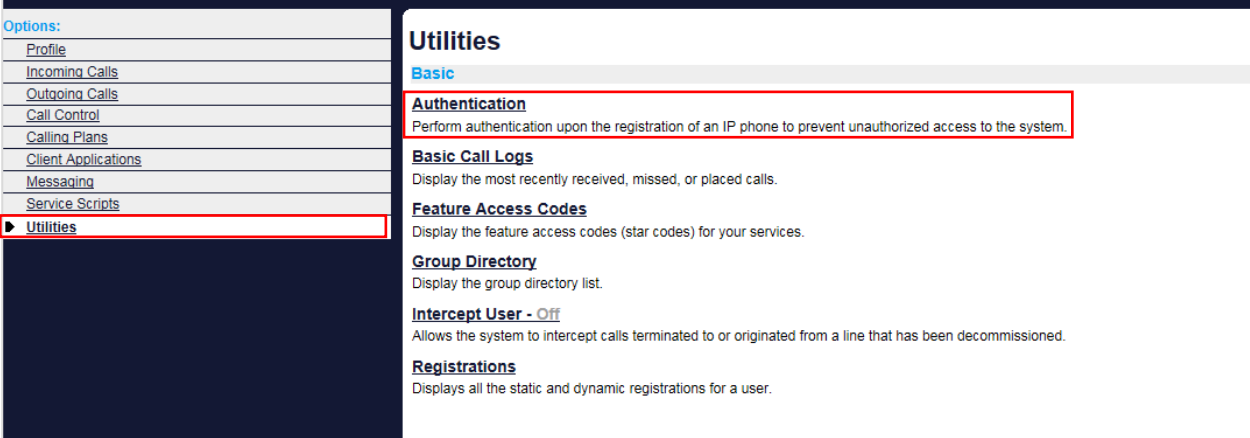 Options:
Profile
Incoming Calls
Outgoing Calls
Call Control
Calling Plans
Client Applications
Messaging
Service Scripts
Utilities
Utilities
Basic
Authentication
Perform authentication upon the registration of an IP phone to prevent unauthorized access to the system.
Basic Call Logs
Display the most recently received, missed, or placed calls.
Feature Access Codes
Display the feature access codes (star codes) for your services.
Group Directory
Display the group directory list.
Intercept User - Off
Allows the system to intercept calls terminated to or originated from a line that has been decommissioned.
Registrations
Displays all the static and dynamic registrations for a user.